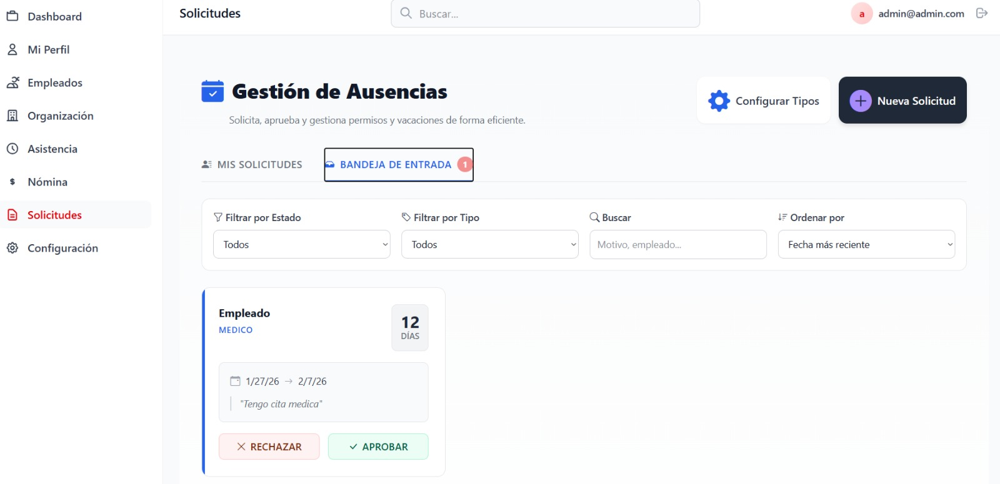 Dashboard
Mi Perfil
Empleados
Organización
Asistencia
$ Nómina
Solicitudes
Configuración
Solicitudes
Buscar...
a admin@admin.com
Gestión de Ausencias
Solicita, aprueba y gestiona permisos y vacaciones de forma eficiente.
Configurar Tipos
Nueva Solicitud
MIS SOLICITUDES
BANDEJA DE ENTRADA 1
Filtrar por Estado
Todos
Filtrar por Tipo
Todos
Buscar
Motivo, empleado...
Ordenar por
Fecha más reciente
Empleado
MEDICO
12
DÍAS
1/27/26 → 2/7/26
"Tengo cita medica"
RECHAZAR
APROBAR